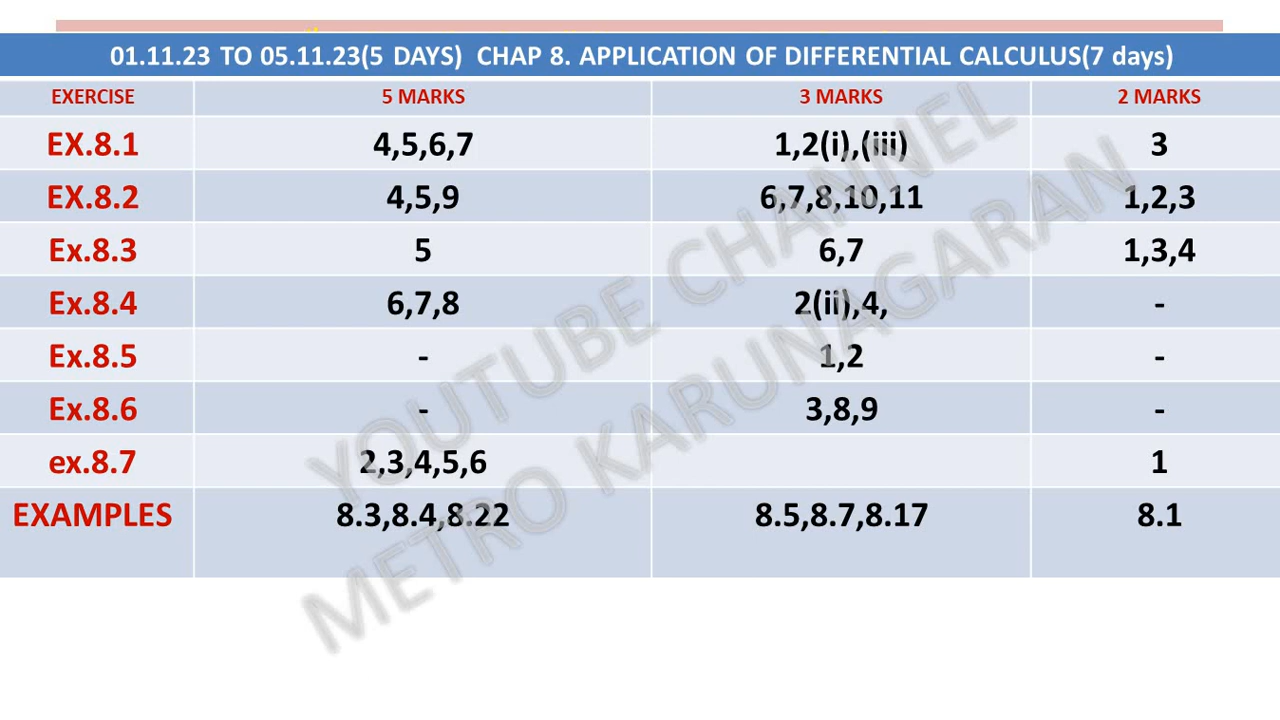 01.11.23 TO 05.11.23(5 DAYS) CHAP 8. APPLICATION OF DIFFERENTIAL CALCULUS(7 days)
EXERCISE 5 MARKS 3 MARKS 2 MARKS
EX.8.1 4,5,6,7 1,2(i),(iii) 3
EX.8.2 4,5,9 6,7,8,10,11 1,2,3
Ex.8.3 5 6,7 1,3,4
Ex.8.4 6,7,8 2(ii),4, -
Ex.8.5 - 1,2 -
Ex.8.6 - 3,8,9 -
ex.8.7 2,3,4,5,6 1
EXAMPLES 8.3,8.4,8.22 8.5,8.7,8.17 8.1
YOUTUBE CHANNEL
METRO KARUNAGARAN